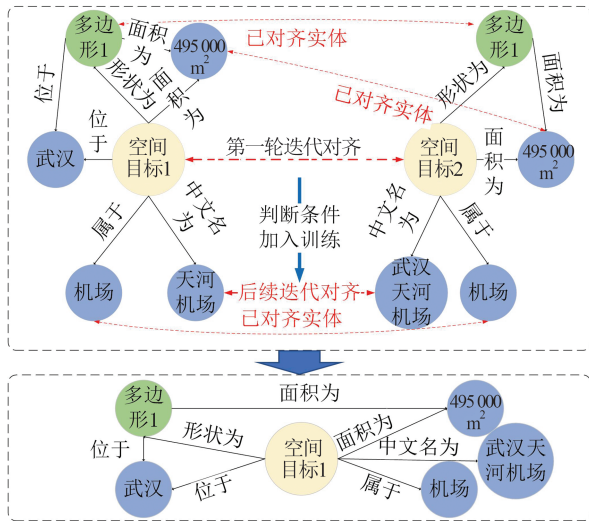 多边
形1
面积
为
495 000
m²
已对齐实体
多边
形1
位于
形状为
面积为
已对齐实体
形状为
面积为
武汉
位于
空间
目标1
第一轮迭代对齐
空间
目标2
面积
为
495 000
m²
属于
中文名
为
判断条件
加入训练
中文名
为
属于
机场
天河
机场
后续迭代对齐
已对齐实体
武汉
天河
机场
机场
多边
形1
面积为
495 000
m²
位于
形状为
空间
目标1
面积为
中文名为
武汉天
河机场
武汉
位于
属于
机场